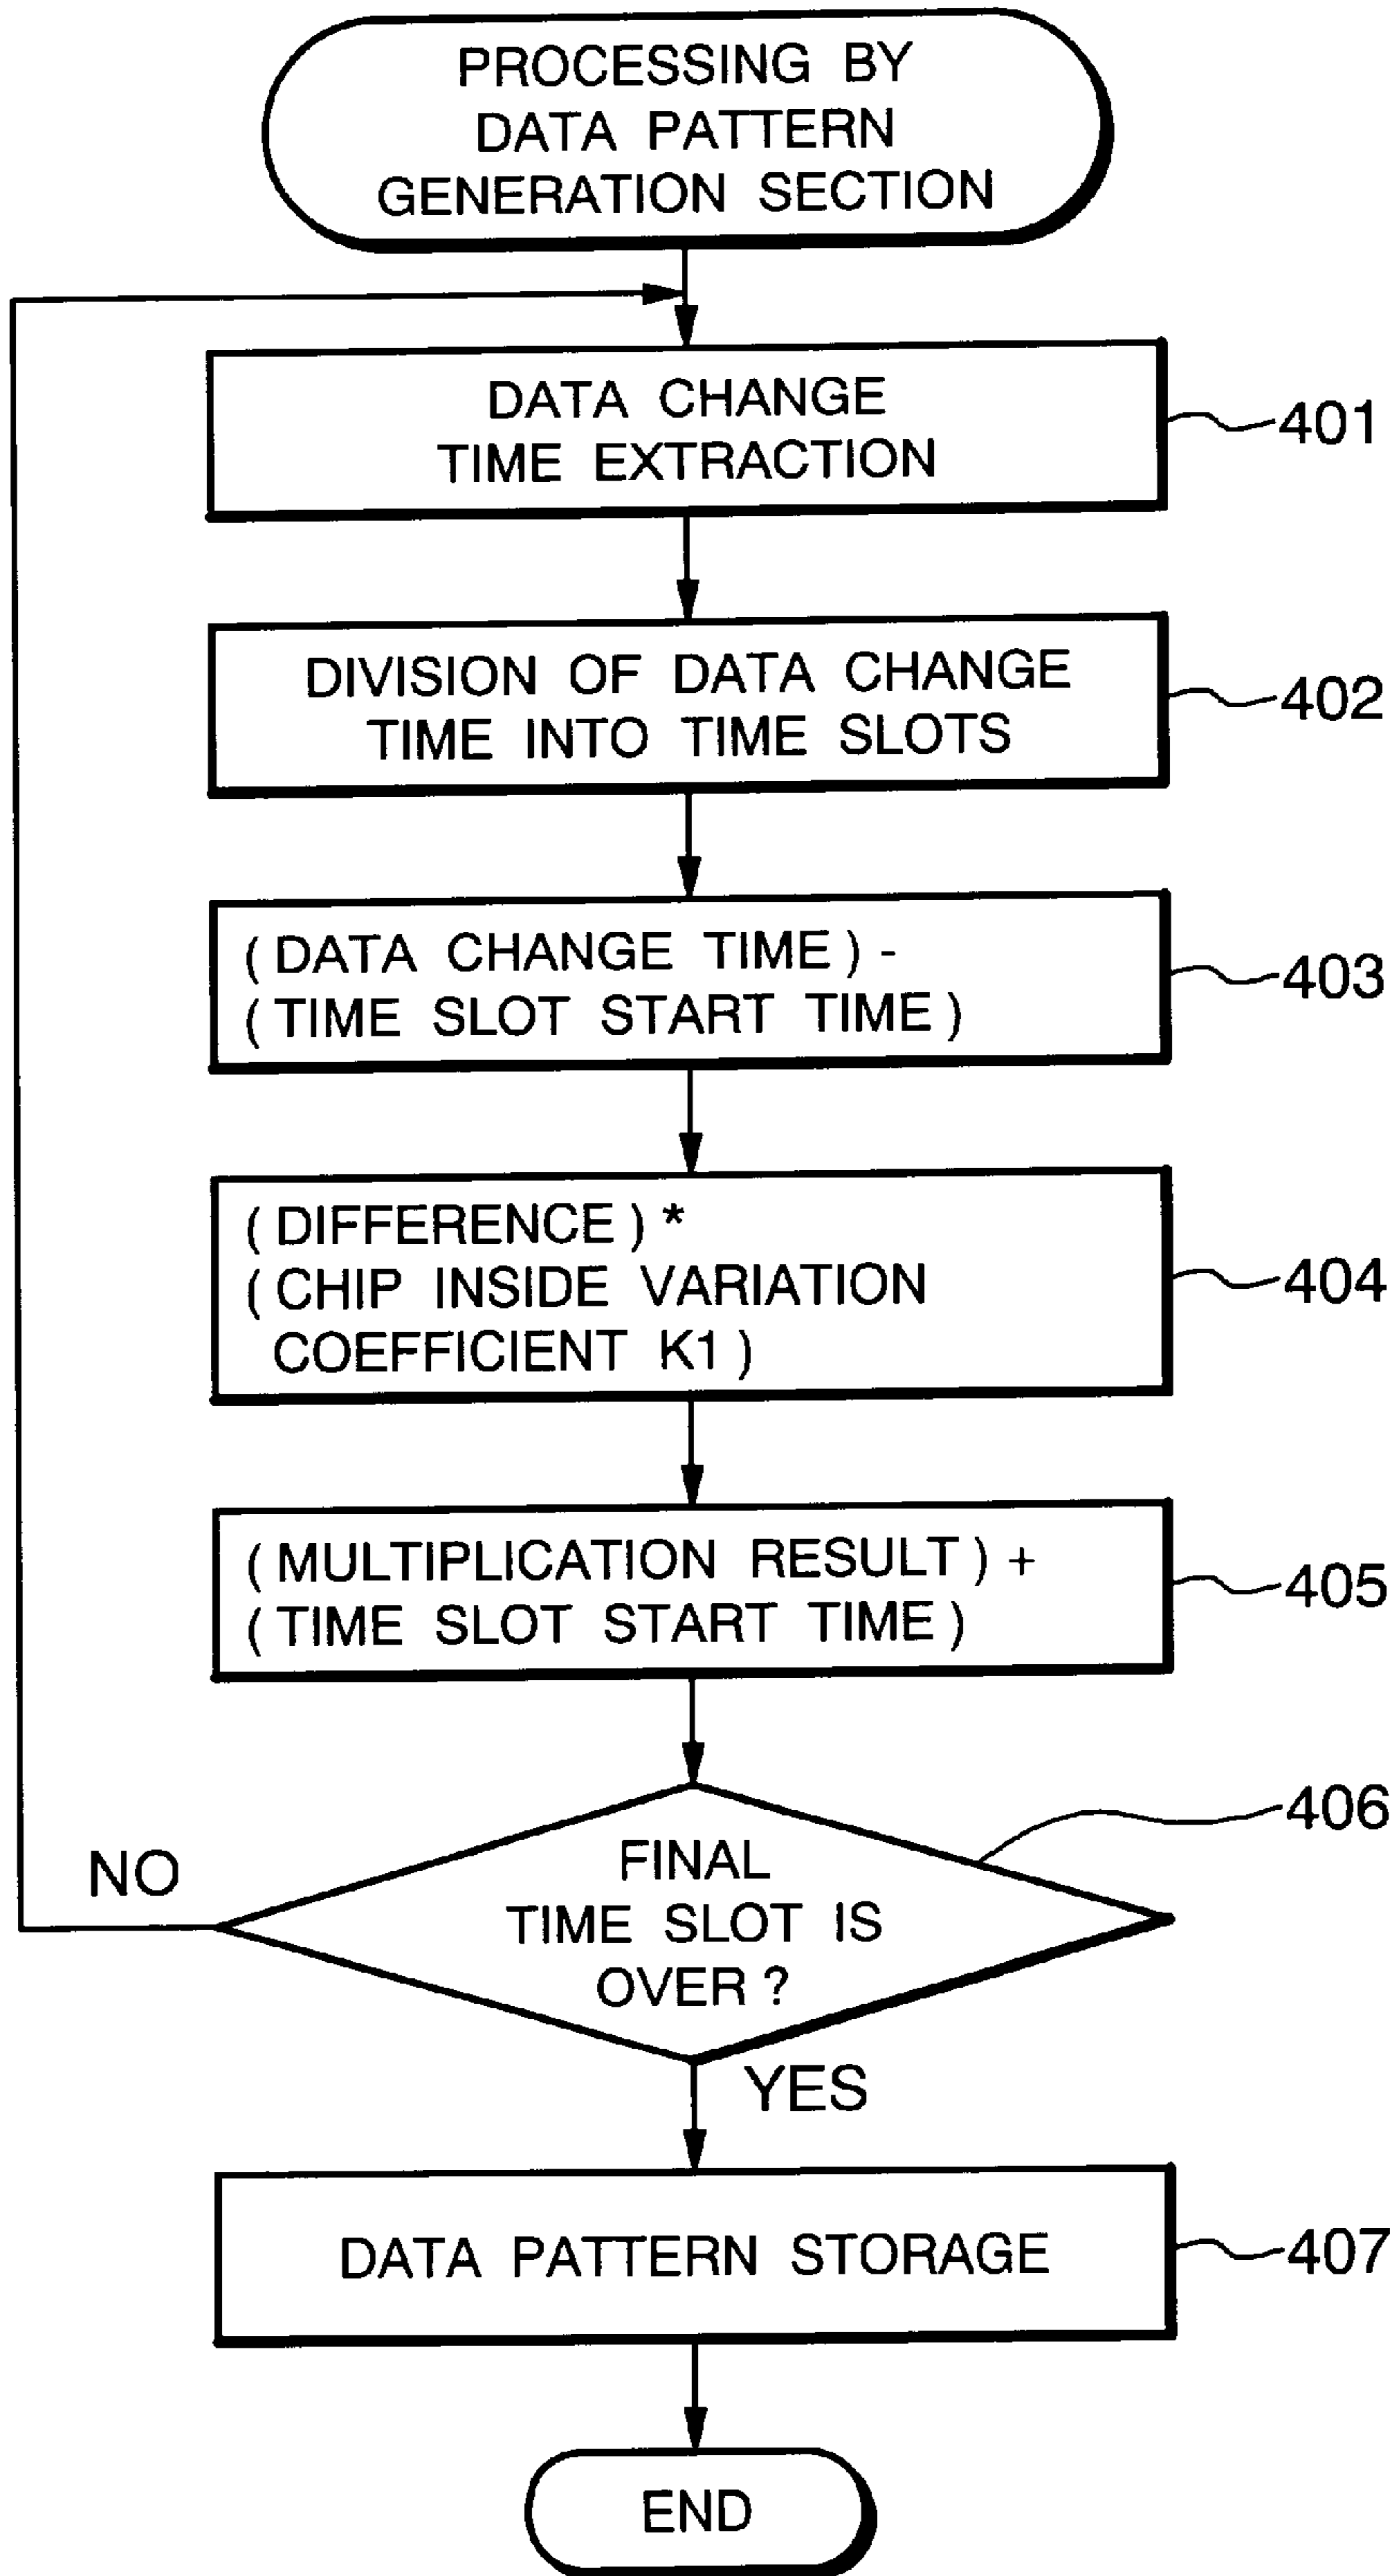 PROCESSING BY
DATA PATTERN
GENERATION SECTION
DATA CHANGE
TIME EXTRACTION
401
DIVISION OF DATA CHANGE
TIME INTO TIME SLOTS
402
(DATA CHANGE TIME) -
(TIME SLOT START TIME)
403
(DIFFERENCE) *
(CHIP INSIDE VARIATION
COEFFICIENT K1)
404
(MULTIPLICATION RESULT) +
(TIME SLOT START TIME)
405
406
FINAL
TIME SLOT IS
OVER?
NO
YES
DATA PATTERN STORAGE
407
END